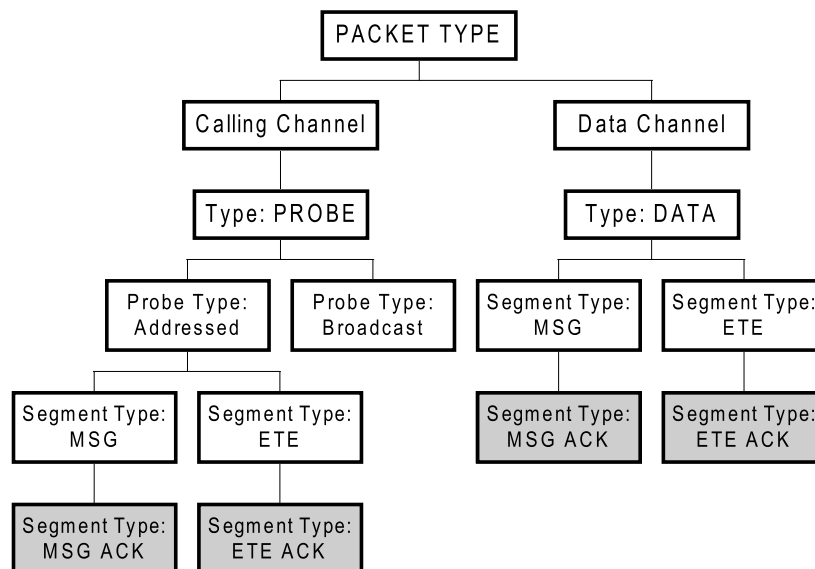 PACKET TYPE
Calling Channel
Data Channel
Type: PROBE
Type: DATA
Probe Type:
Addressed
Probe Type:
Broadcast
Segment Type:
MSG
Segment Type:
ETE
Segment Type:
MSG
Segment Type:
ETE
Segment Type:
MSG ACK
Segment Type:
ETE ACK
Segment Type:
MSG ACK
Segment Type:
ETE ACK